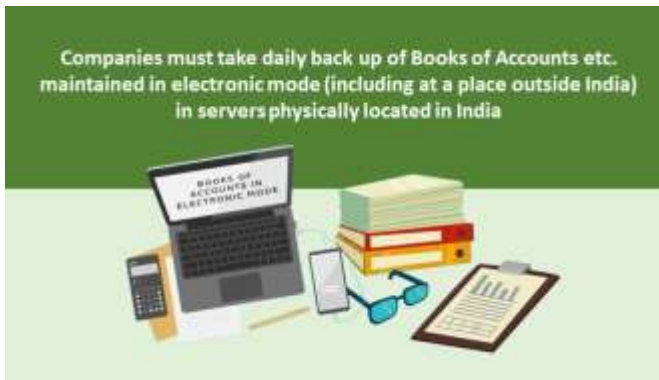 Companies must take daily back up of Books of Accounts etc.
maintained in electronic mode (including at a place outside India)
in servers physically located in India
BOOKS OF
ACCOUNTS IN
ELECTRONIC MODE